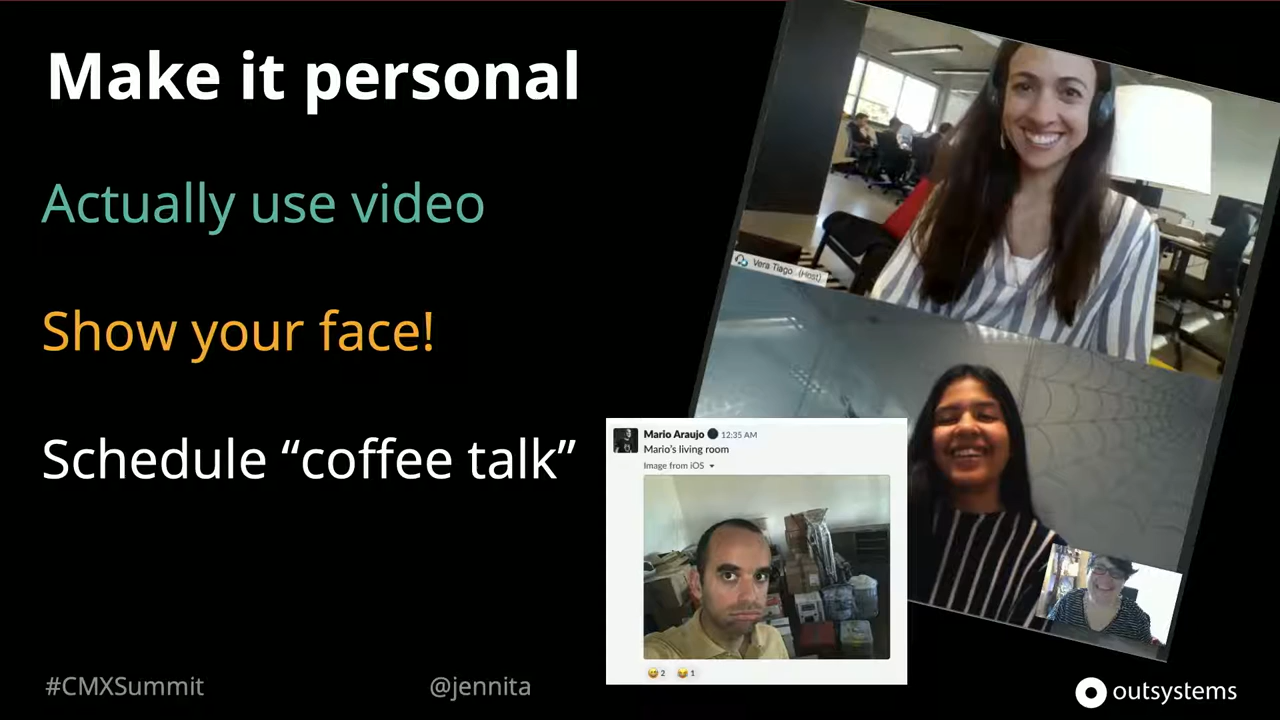 Make it personal
Actually use video
Show your face!
Schedule “coffee talk”
Vera Tiago (Host)
Mario Araujo 12:35 AM
Mario's living room
Image from iOS
2 1
#CMXSummit
@jennita
outsystems